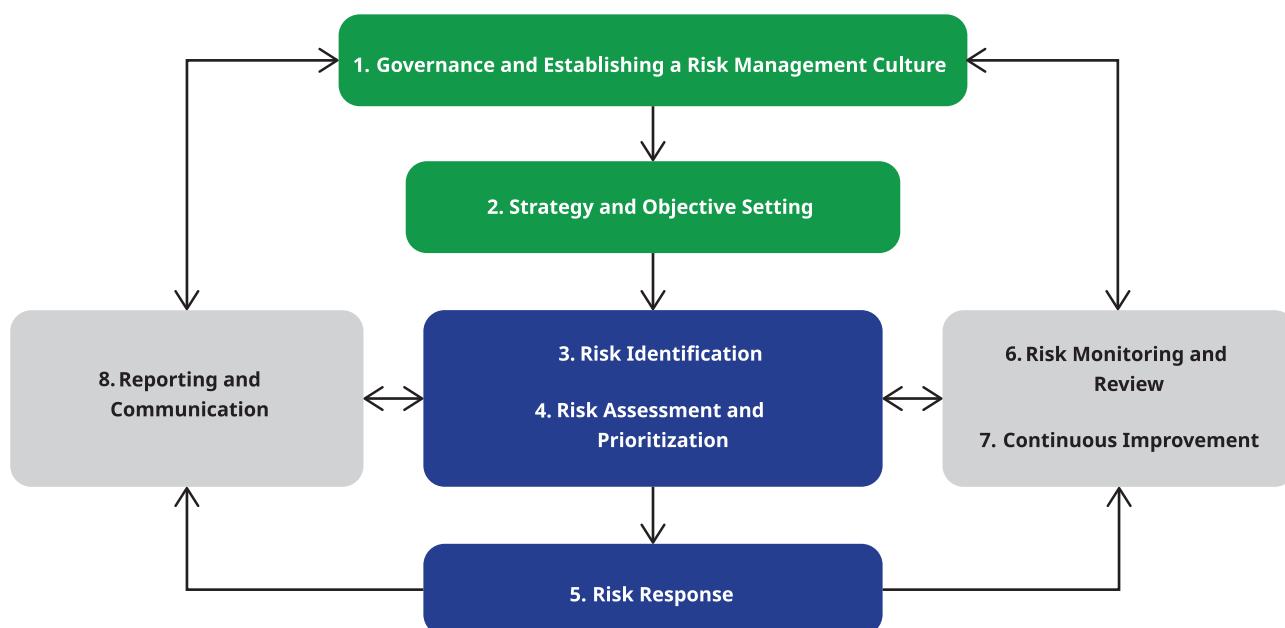 1. Governance and Establishing a Risk Management Culture
2. Strategy and Objective Setting
3. Risk Identification
4. Risk Assessment and
Prioritization
5. Risk Response
6. Risk Monitoring and
Review
7. Continuous Improvement
8. Reporting and
Communication